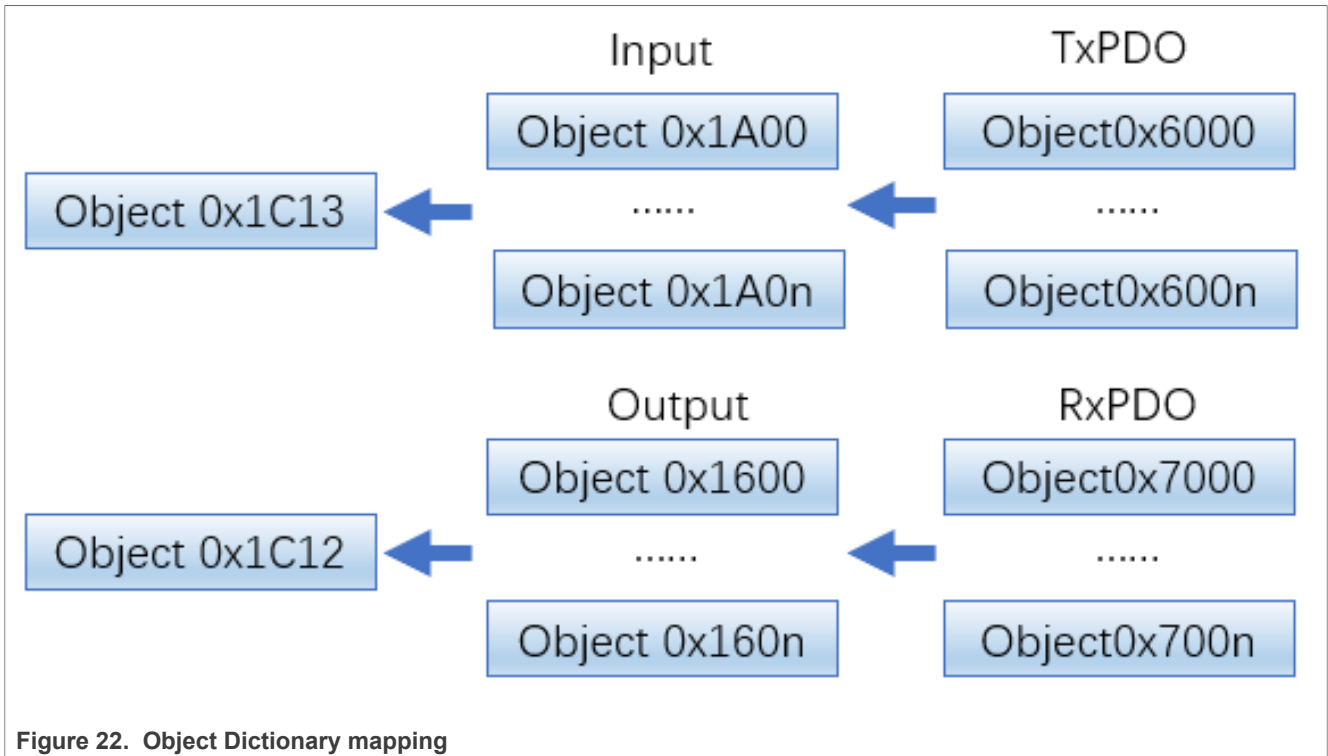 Input
TxPDO
Object 0x1A00
Object0x6000
Object 0x1C13
......
......
Object 0x1A0n
Object0x600n
Output
RxPDO
Object 0x1600
Object0x7000
Object 0x1C12
......
......
Object 0x160n
Object0x700n
Figure 22. Object Dictionary mapping